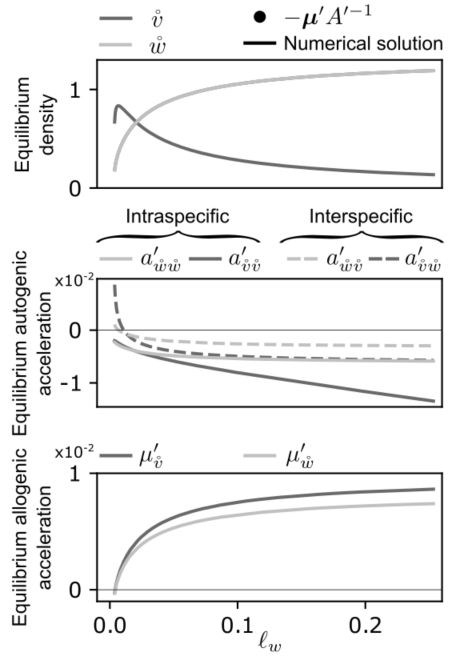 v̊ −μ′A′⁻¹
ẘ Numerical solution
Equilibrium
density
1
0
Intraspecific Interspecific
a′ẘẘ a′v̊v̊ a′ẘv̊ a′v̊ẘ
x10⁻²
Equilibrium autogenic
acceleration
0
-1
x10⁻²
μ′v̊ μ′ẘ
Equilibrium allogenic
acceleration
1
0
0.0 0.1 0.2
ℓw